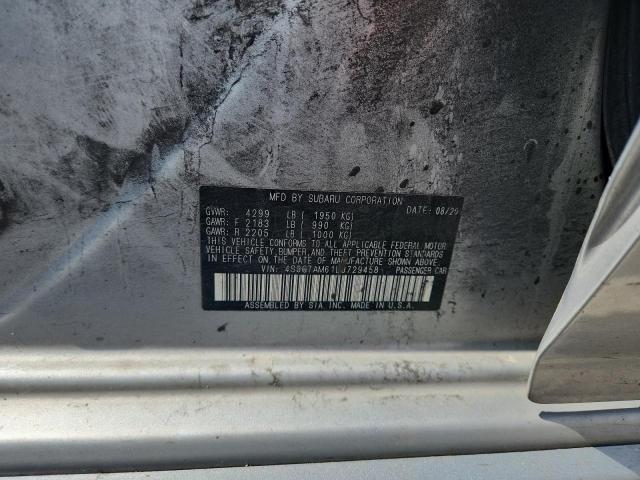 MFD BY SUBARU CORPORATION DATE: 08/20
GVWR: 4299 LB ( 1950 KG)
GAWR: F 2183 LB ( 990 KG)
GAWR: R 2205 LB ( 1000 KG)
THIS VEHICLE CONFORMS TO ALL APPLICABLE FEDERAL MOTOR
VEHICLE SAFETY, BUMPER, AND THEFT PREVENTION STANDARDS
IN EFFECT ON THE DATE OF MANUFACTURE SHOWN ABOVE.
VIN: PASSENGER CAR
ASSEMBLED BY SIA INC. MADE IN U.S.A.